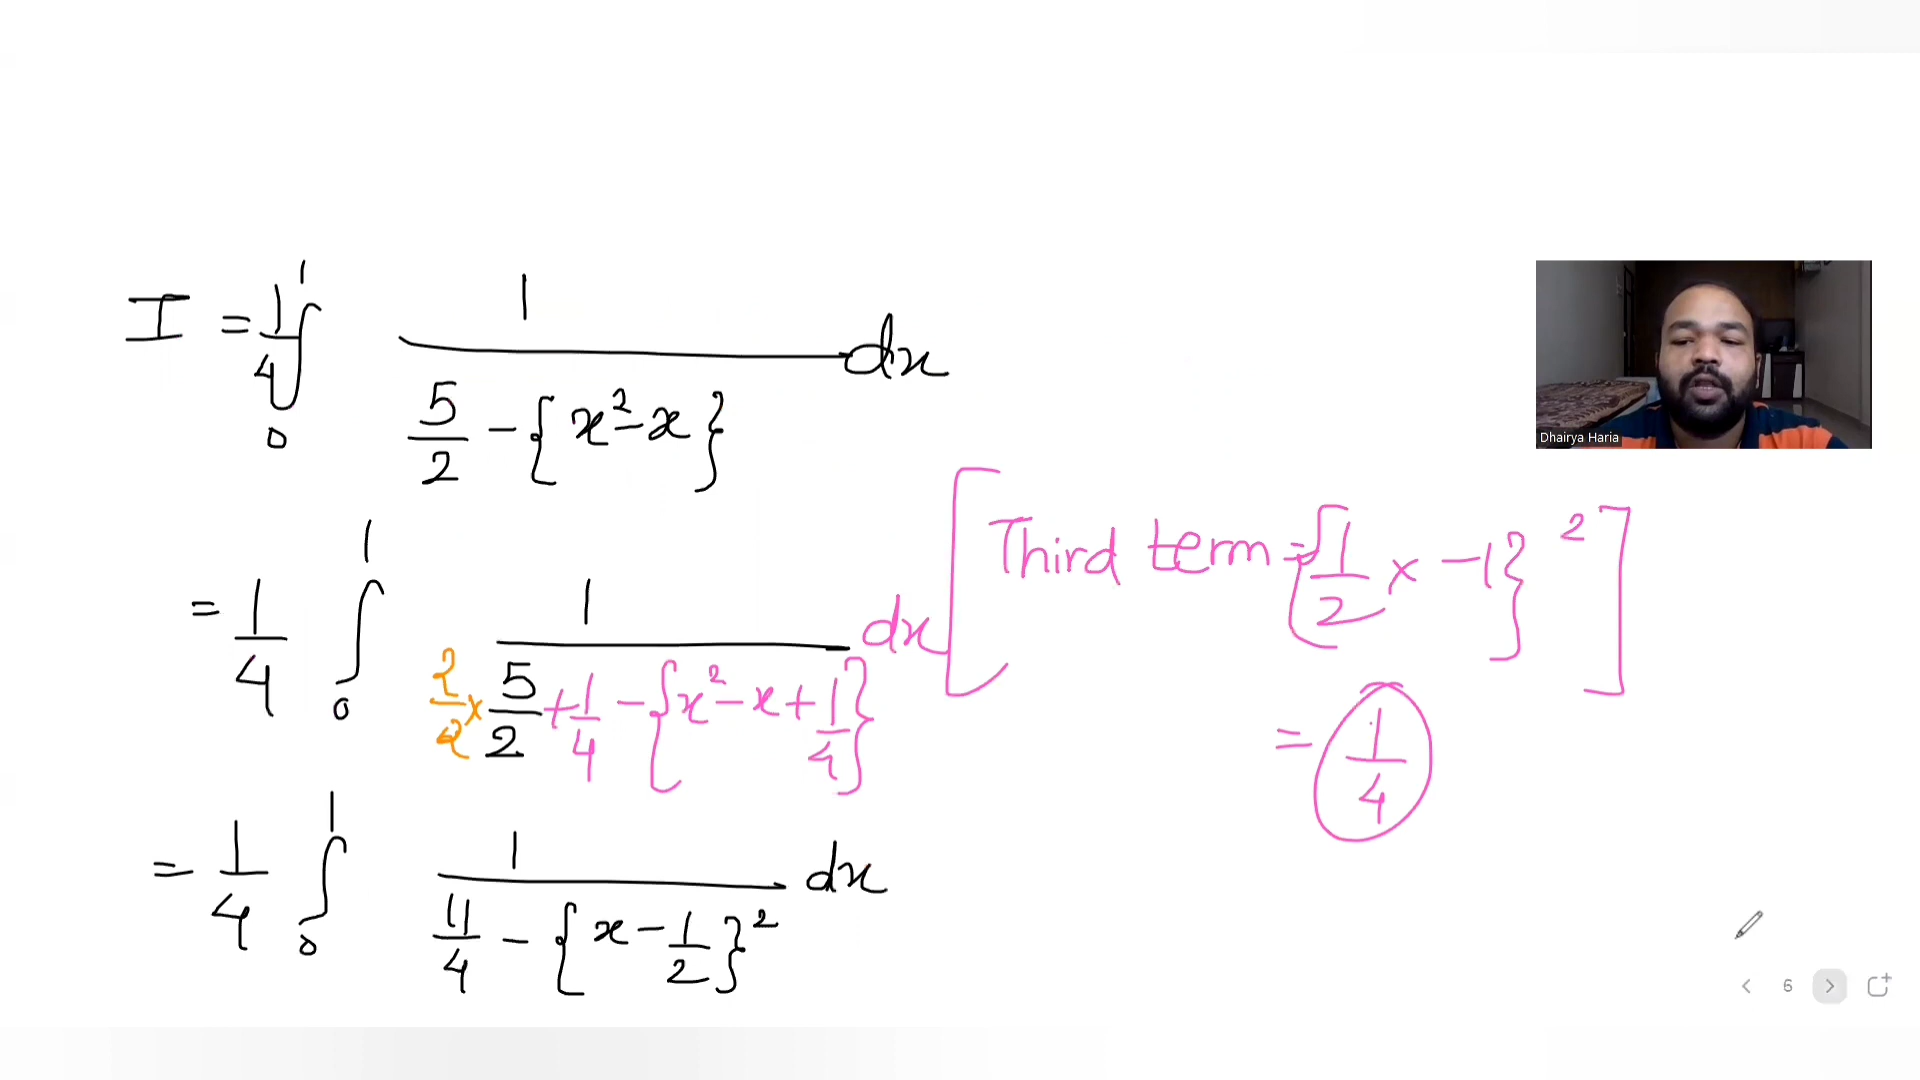 I = 1/4 ∫₀¹ 1 / (5/2 - {x² - x}) dx
Dhairya Haria
= 1/4 ∫₀¹ 1 / (2/2 × 5/2 + 1/4 - {x² - x + 1/4}) dx [Third term = {1/2 × -1}²]
= 1/4
= 1/4 ∫₀¹ 1 / (11/4 - {x - 1/2}²) dx
6